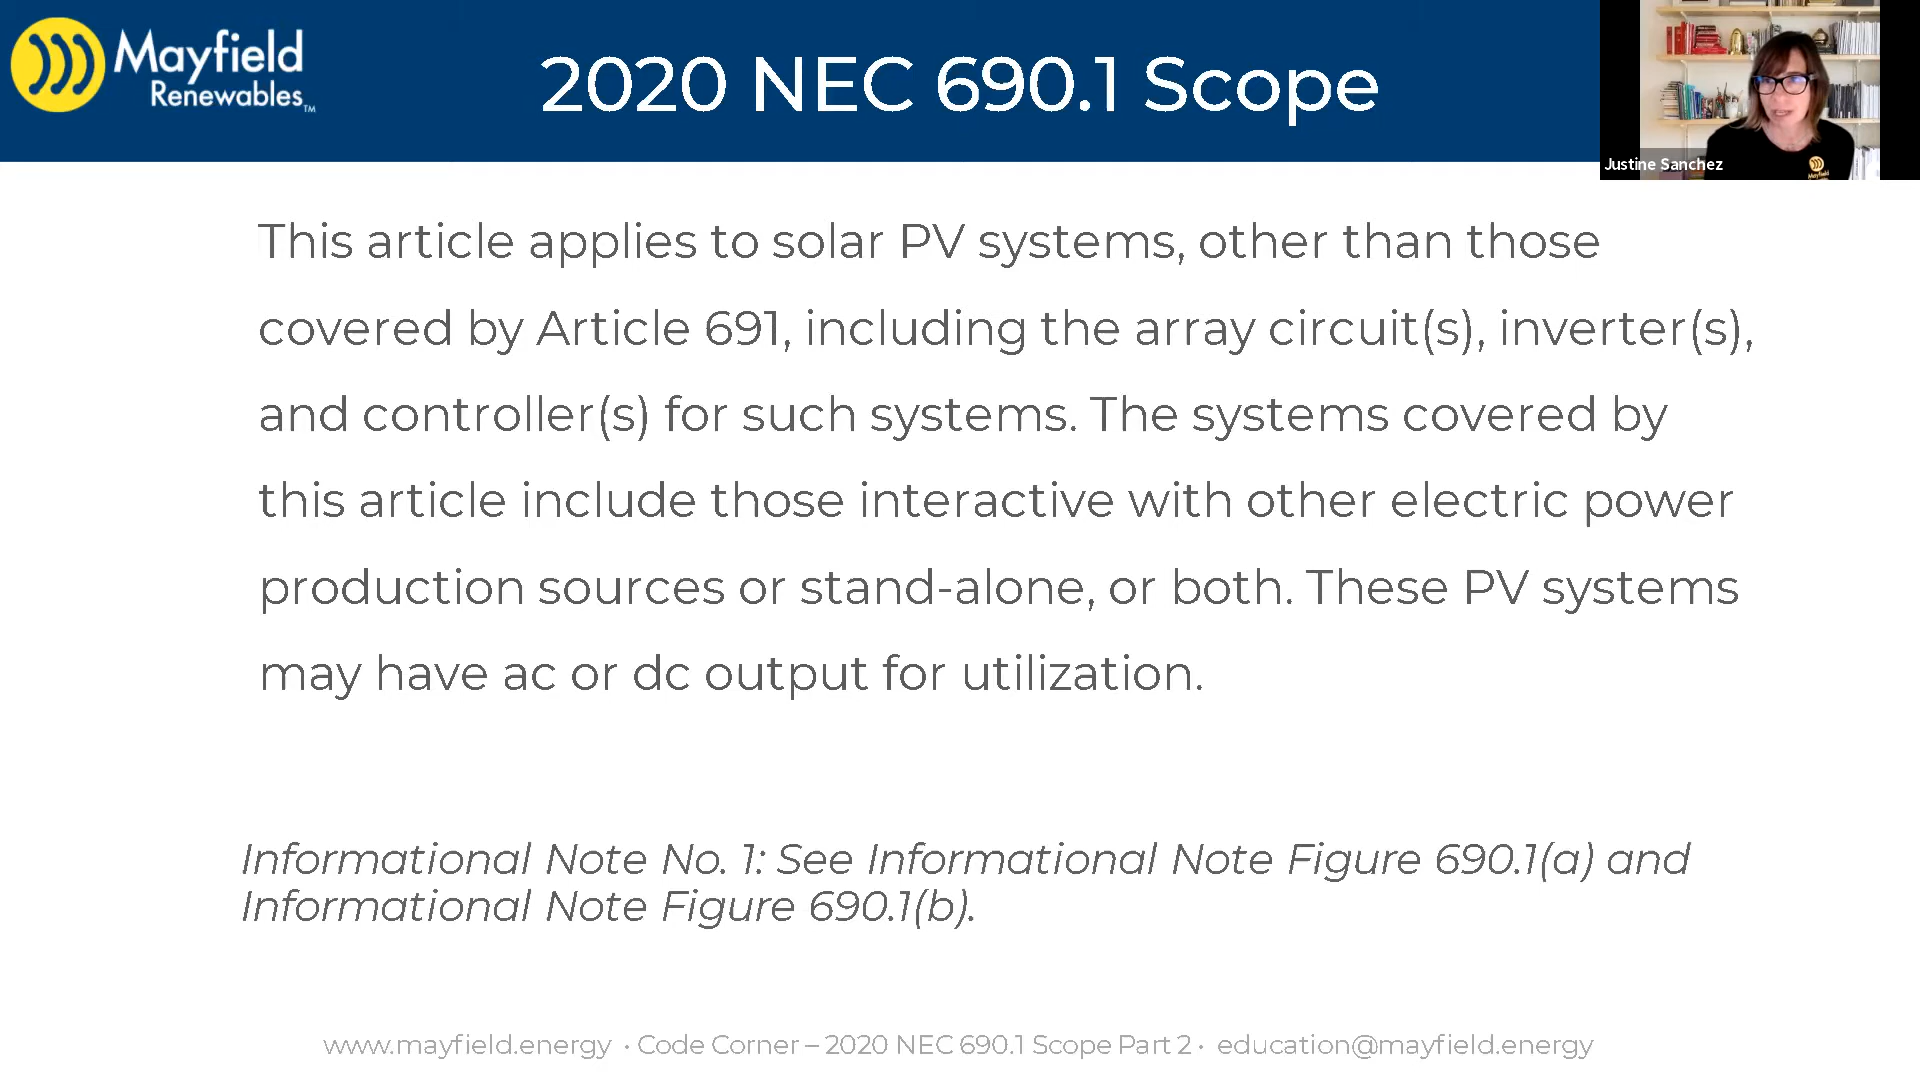 Mayfield
Renewables™
2020 NEC 690.1 Scope
Justine Sanchez
This article applies to solar PV systems, other than those
covered by Article 691, including the array circuit(s), inverter(s),
and controller(s) for such systems. The systems covered by
this article include those interactive with other electric power
production sources or stand-alone, or both. These PV systems
may have ac or dc output for utilization.
Informational Note No. 1: See Informational Note Figure 690.1(a) and
Informational Note Figure 690.1(b).
www.mayfield.energy • Code Corner – 2020 NEC 690.1 Scope Part 2 • education@mayfield.energy